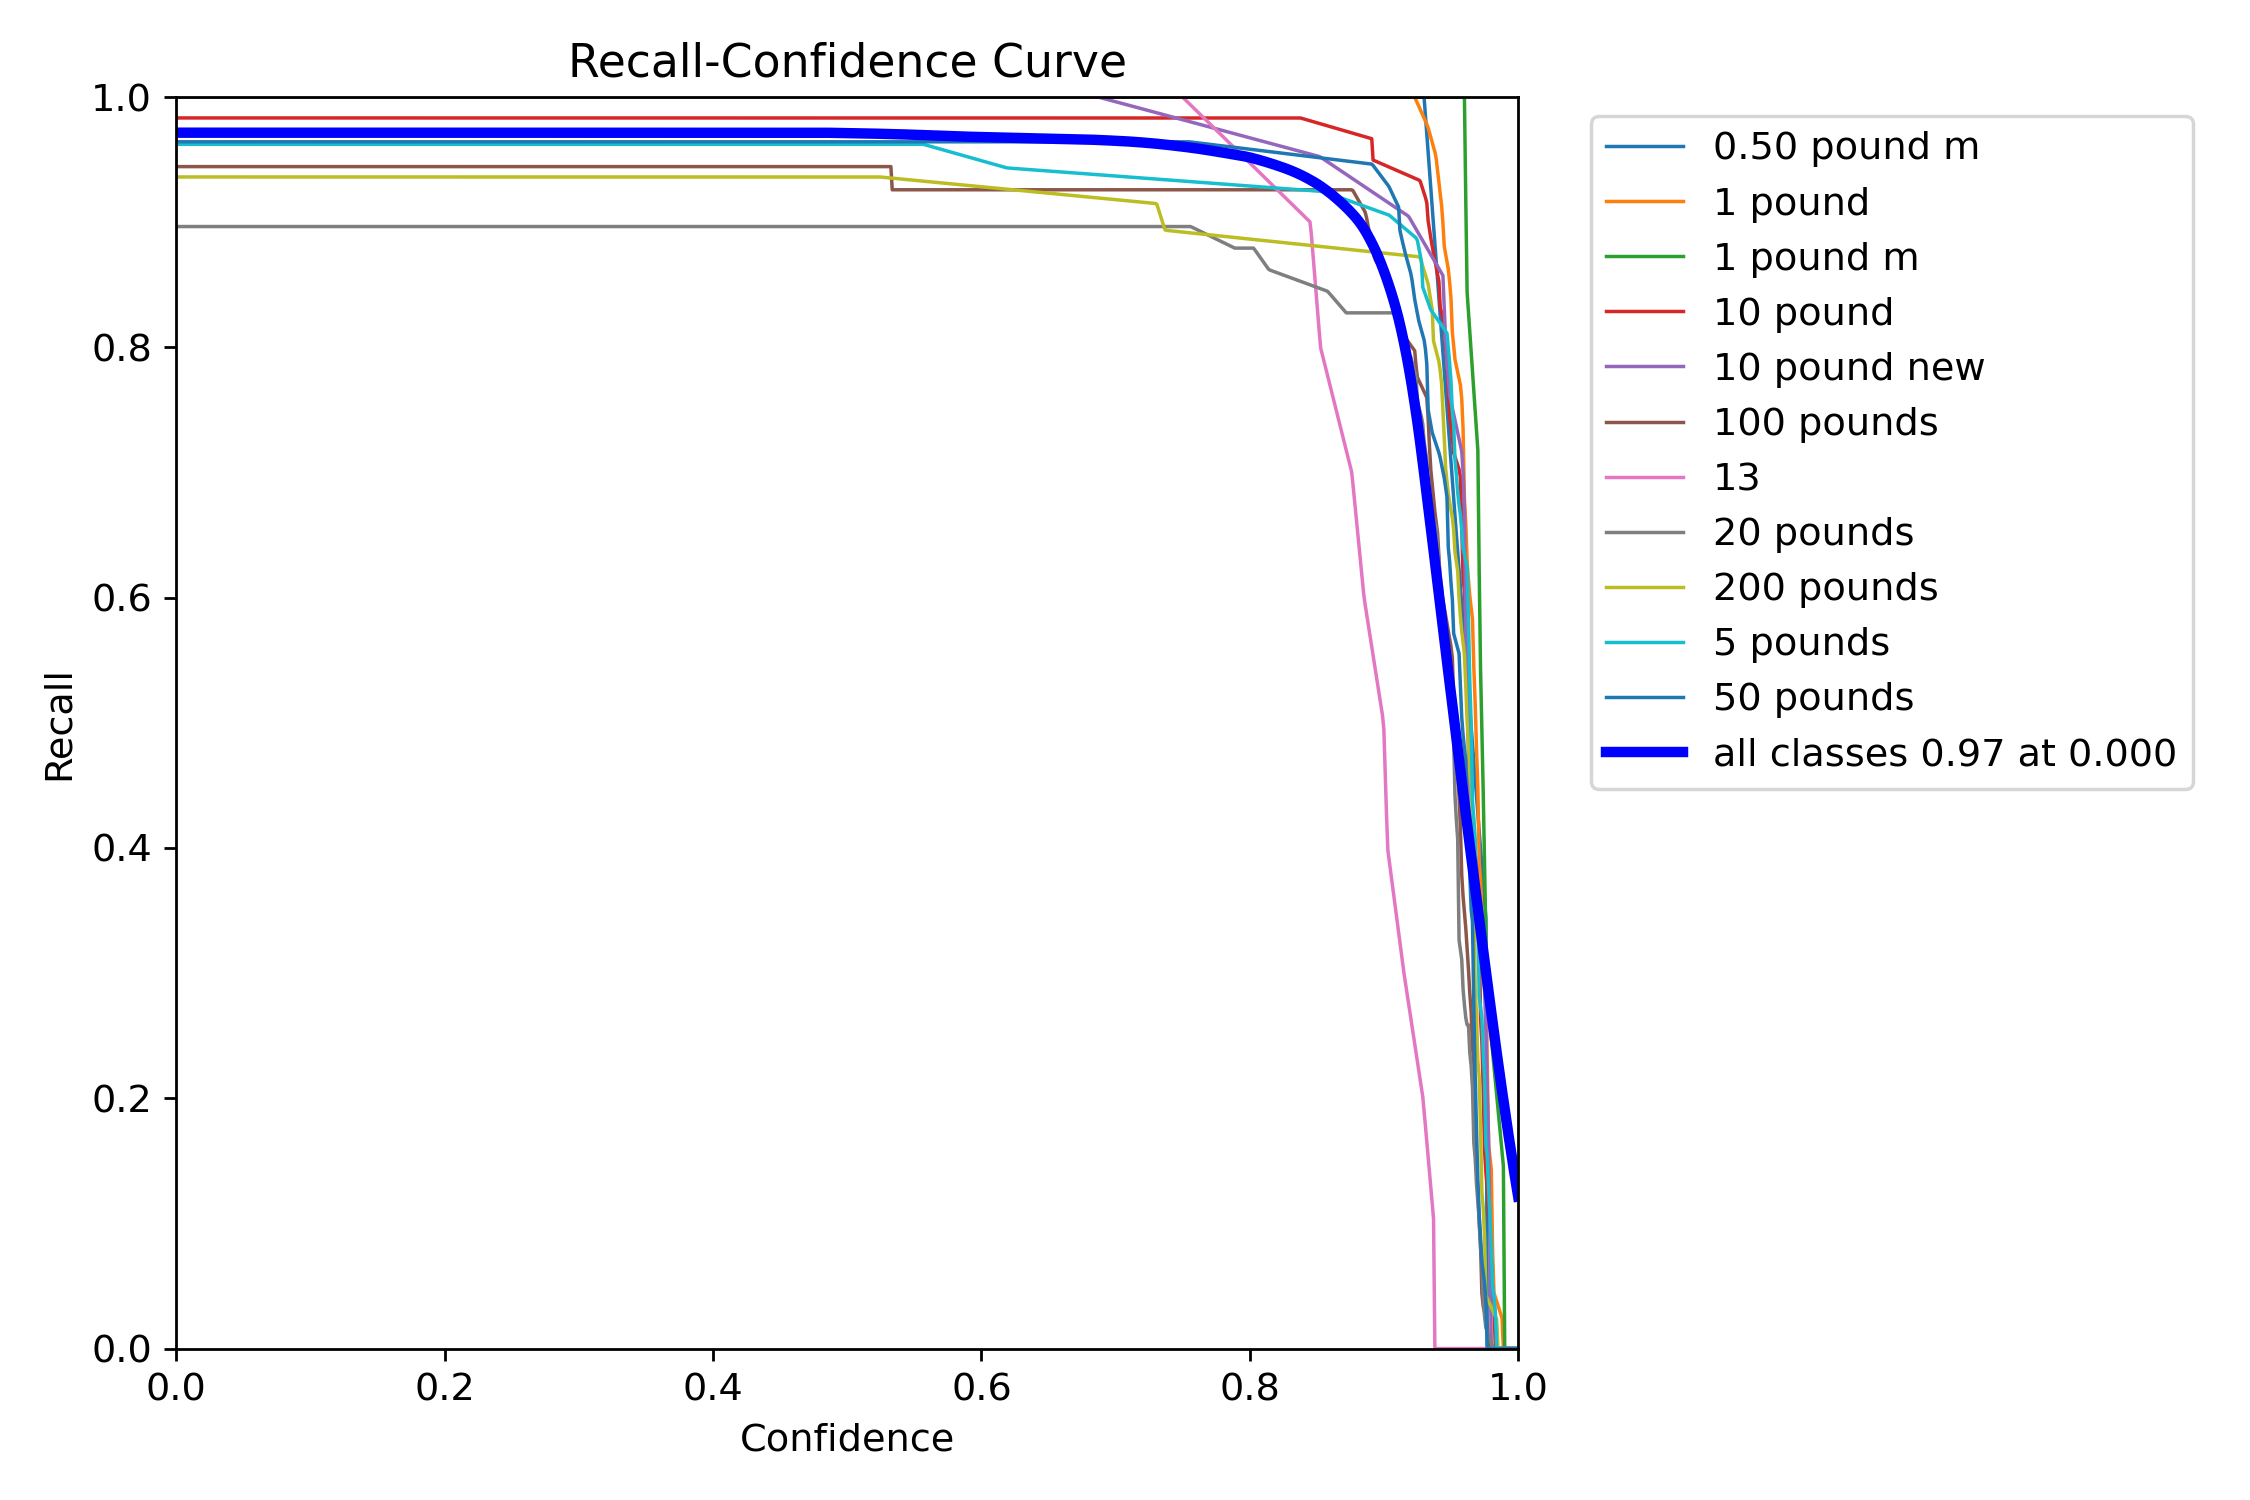 Recall-Confidence Curve
1.0
0.8
0.6
0.4
0.2
0.0
Recall
0.0 0.2 0.4 0.6 0.8 1.0
Confidence
0.50 pound m
1 pound
1 pound m
10 pound
10 pound new
100 pounds
13
20 pounds
200 pounds
5 pounds
50 pounds
all classes 0.97 at 0.000